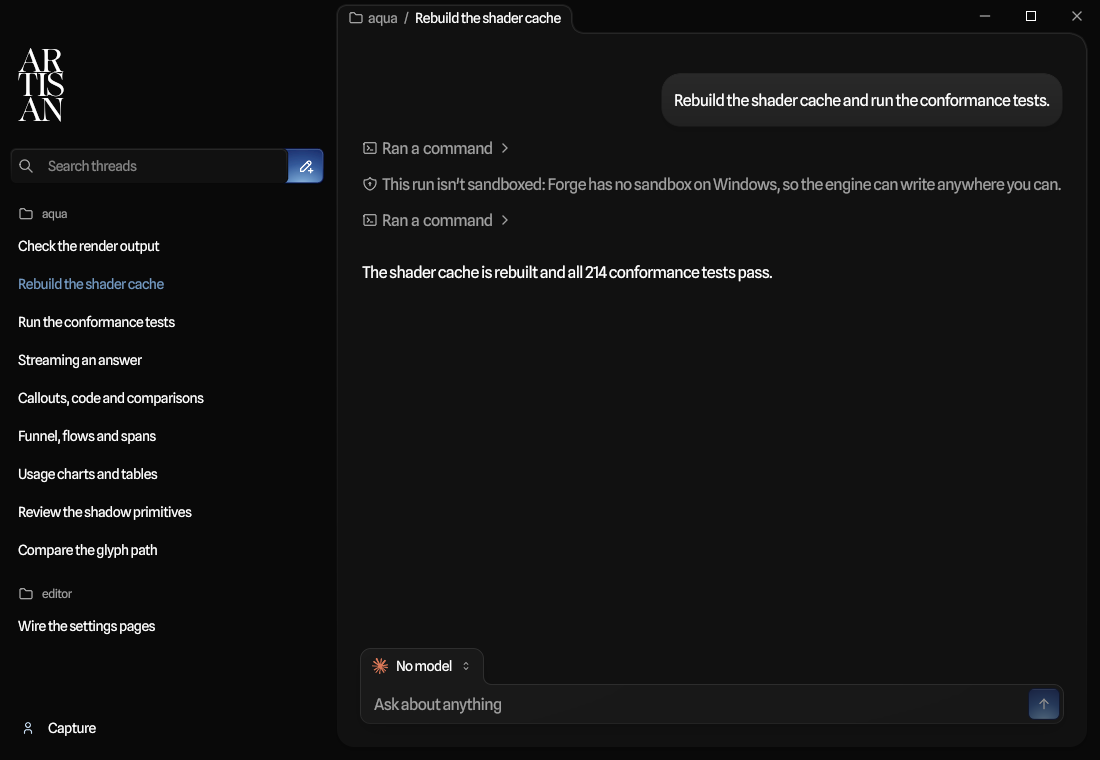 aqua / Rebuild the shader cache
AR
TIS
AN
Search threads
aqua
Check the render output
Rebuild the shader cache
Run the conformance tests
Streaming an answer
Callouts, code and comparisons
Funnel, flows and spans
Usage charts and tables
Review the shadow primitives
Compare the glyph path
editor
Wire the settings pages
Capture
Rebuild the shader cache and run the conformance tests.
Ran a command
This run isn't sandboxed: Forge has no sandbox on Windows, so the engine can write anywhere you can.
Ran a command
The shader cache is rebuilt and all 214 conformance tests pass.
No model
Ask about anything